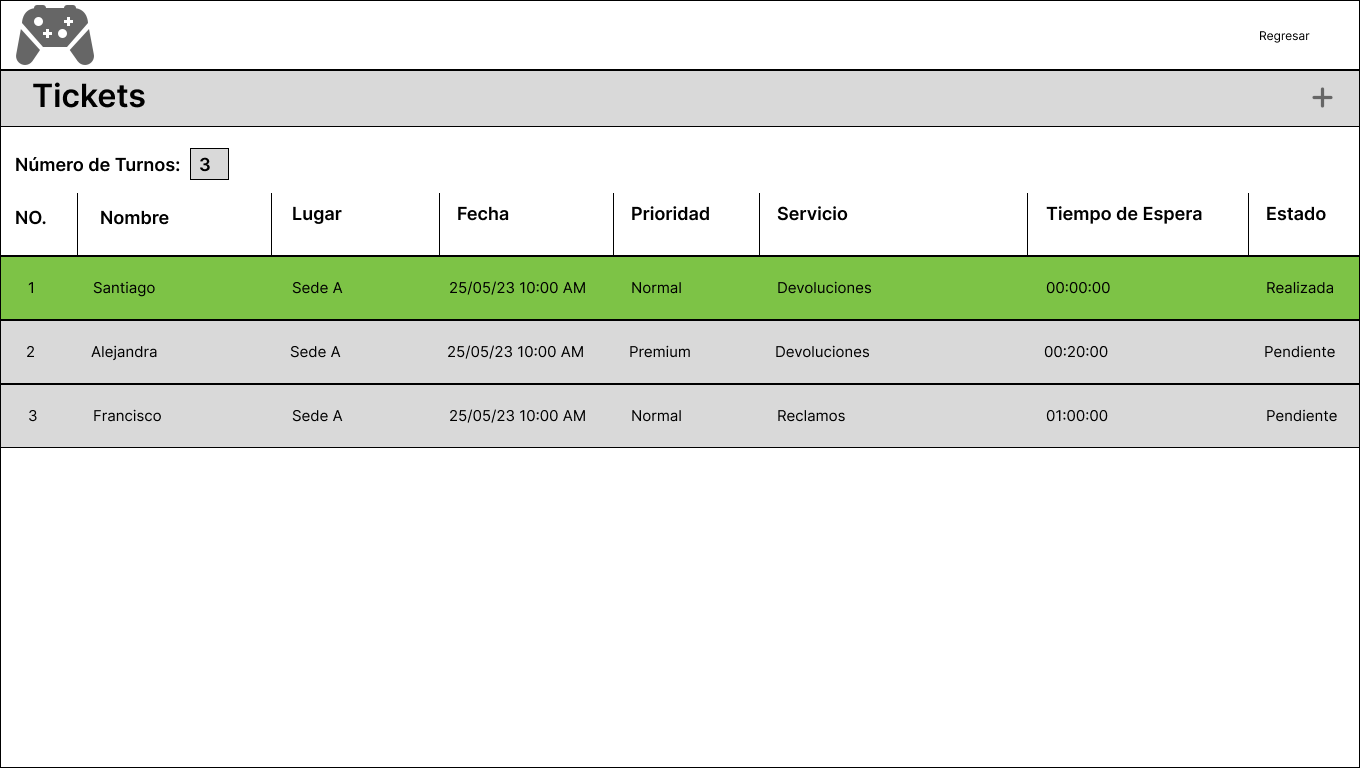 Regresar
Tickets
Número de Turnos: 3
NO. Nombre Lugar Fecha Prioridad Servicio Tiempo de Espera Estado
1 Santiago Sede A 25/05/23 10:00 AM Normal Devoluciones 00:00:00 Realizada
2 Alejandra Sede A 25/05/23 10:00 AM Premium Devoluciones 00:20:00 Pendiente
3 Francisco Sede A 25/05/23 10:00 AM Normal Reclamos 01:00:00 Pendiente